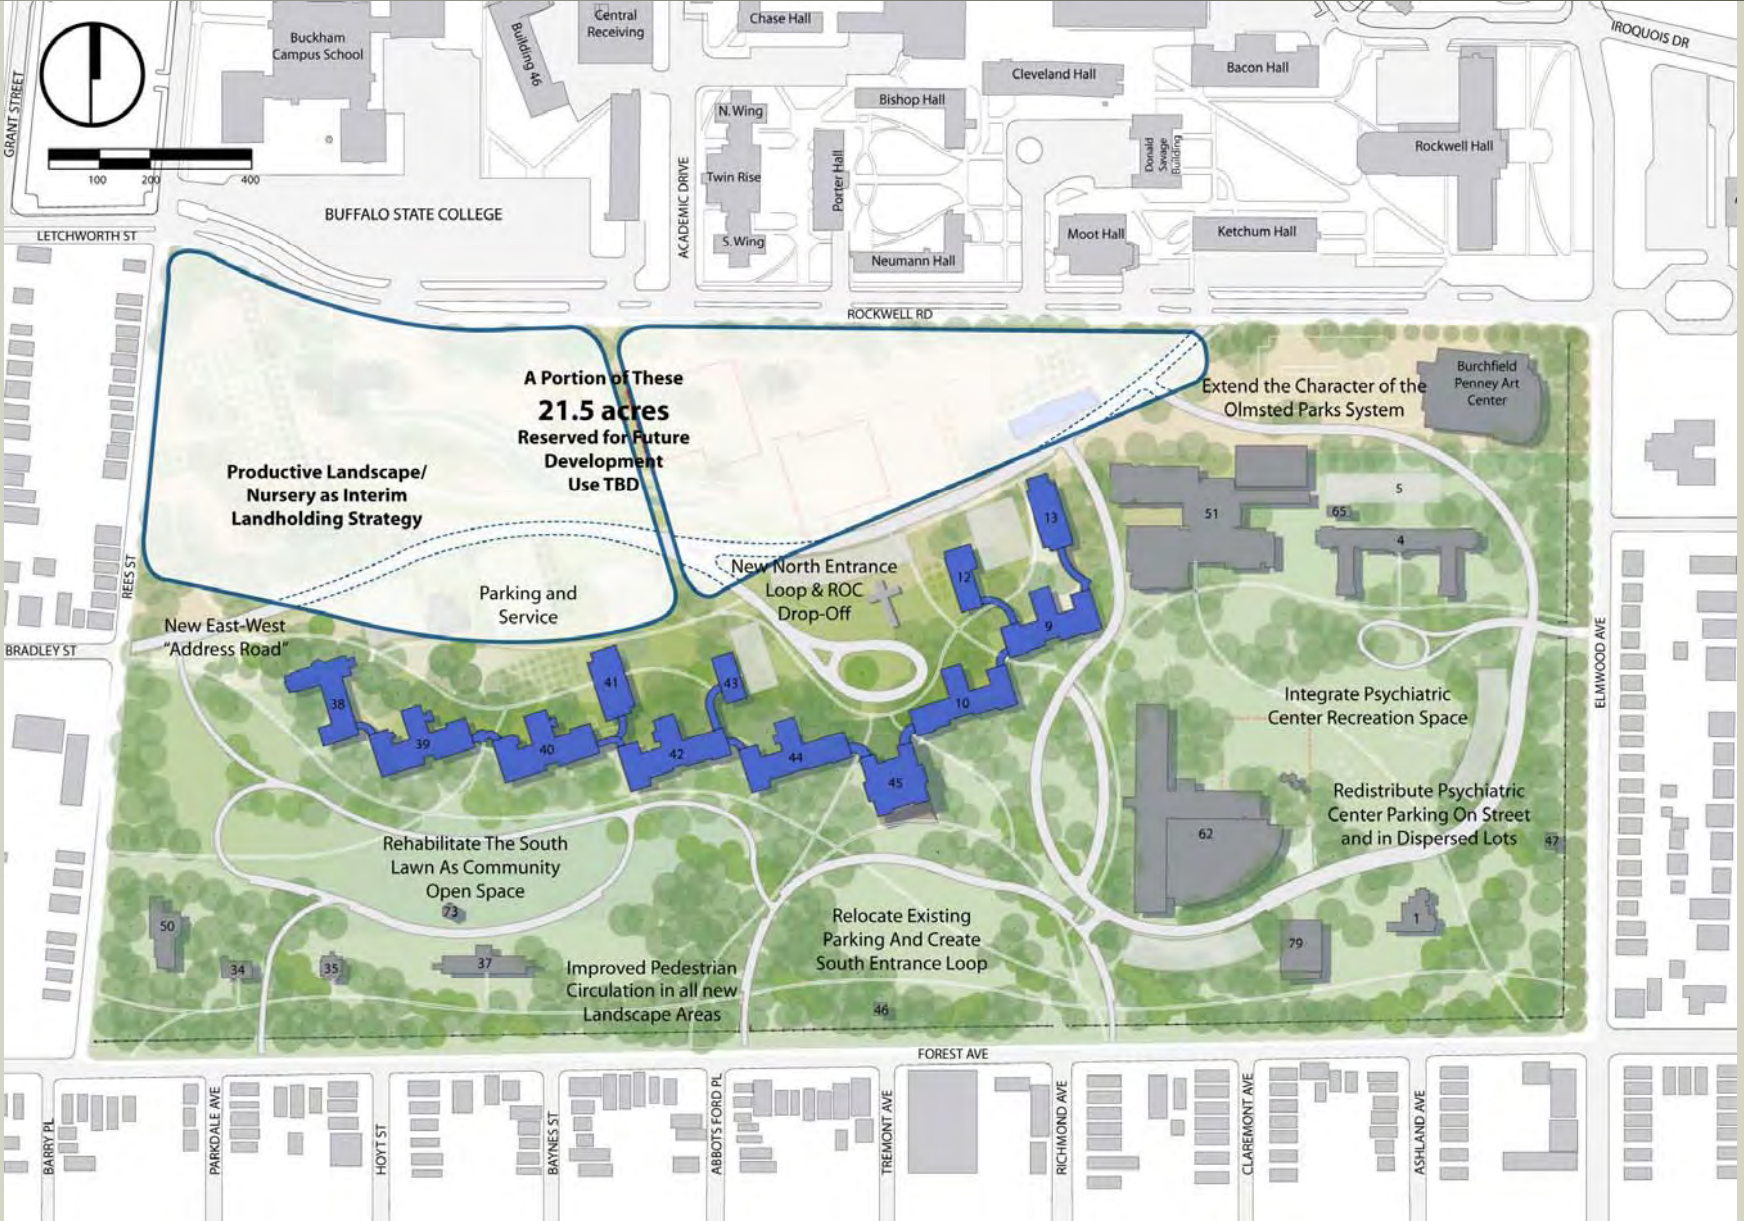 IROQUOIS DR
Central
Receiving
Chase Hall
Buckham
Campus School
Building 46
Cleveland Hall
Bacon Hall
GRANT STREET
N. Wing
Bishop Hall
Donald
Savage
Building
Rockwell Hall
100
200
400
Twin Rise
Porter Hall
ACADEMIC DRIVE
BUFFALO STATE COLLEGE
LETCHWORTH ST
S. Wing
Neumann Hall
Moot Hall
Ketchum Hall
ROCKWELL RD
A Portion of These
21.5 acres
Reserved for Future
Development
Use TBD
Extend the Character of the
Olmsted Parks System
Burchfield
Penney Art
Center
Productive Landscape/
Nursery as Interim
Landholding Strategy
5
65
51
13
4
REES ST
Parking and
Service
New North Entrance
Loop & ROC
Drop-Off
12
9
New East-West
"Address Road"
BRADLEY ST
ELMWOOD AVE
41
43
38
10
Integrate Psychiatric
Center Recreation Space
39
40
42
44
45
Redistribute Psychiatric
Center Parking On Street
and in Dispersed Lots
62
47
Rehabilitate The South
Lawn As Community
Open Space
73
50
34
35
37
Relocate Existing
Parking And Create
South Entrance Loop
1
79
Improved Pedestrian
Circulation in all new
Landscape Areas
46
FOREST AVE
BARRY PL
PARKDALE AVE
HOYT ST
BAYNES ST
ABBOTSFORD PL
TREMONT AVE
RICHMOND AVE
CLAREMONT AVE
ASHLAND AVE